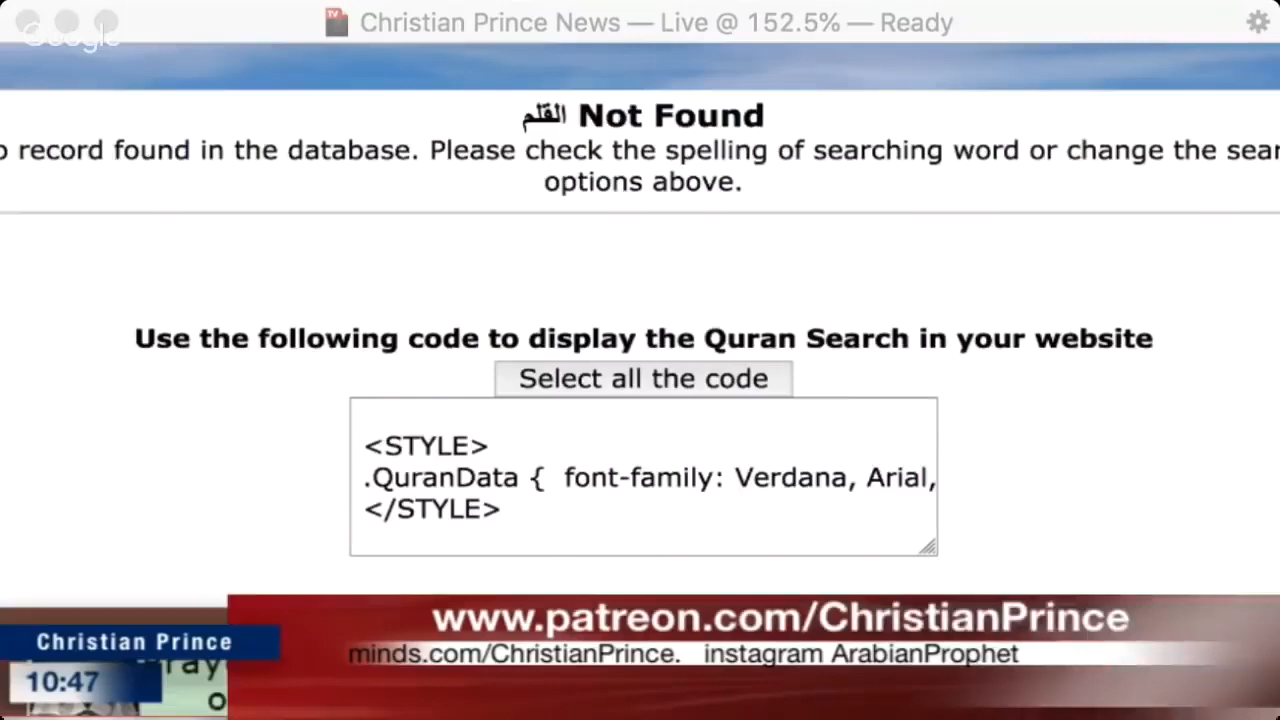 Christian Prince News — Live @ 152.5% — Ready
Google
القلم Not Found
o record found in the database. Please check the spelling of searching word or change the sear
options above.
Use the following code to display the Quran Search in your website
Select all the code
<STYLE>
.QuranData { font-family: Verdana, Arial,
</STYLE>
www.patreon.com/ChristianPrince
minds.com/ChristianPrince. instagram ArabianProphet
Christian Prince
10:47